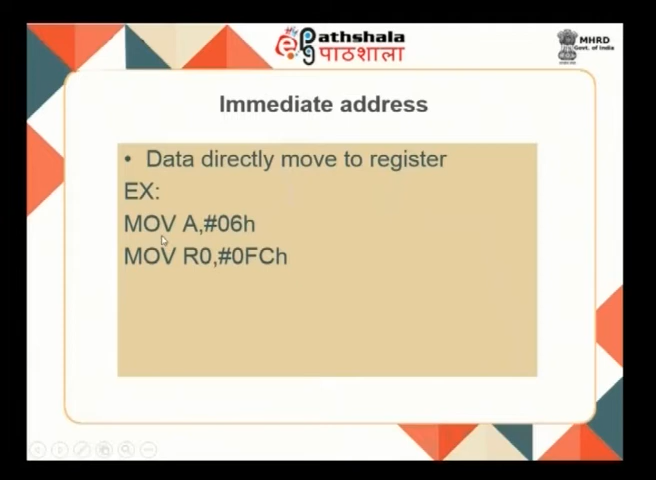 ePathshala
पाठशाला
MHRD
Govt. of India
Immediate address
• Data directly move to register
EX:
MOV A,#06h
MOV R0,#0FCh